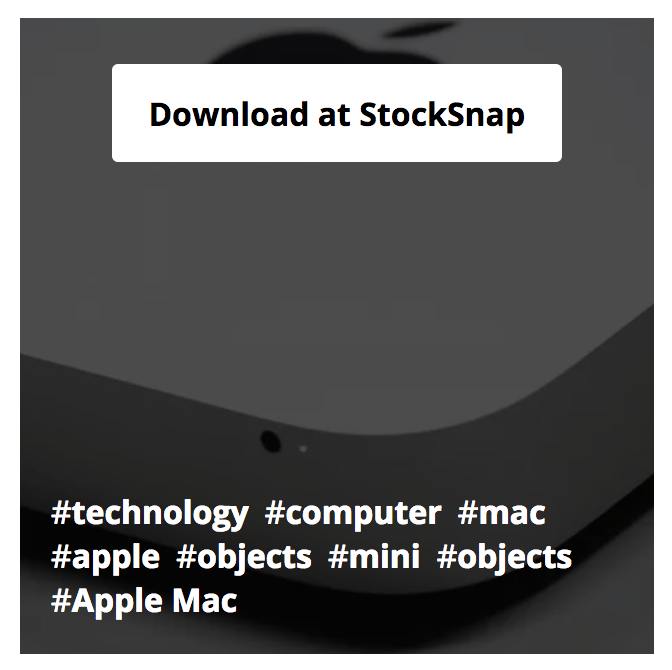 Download at StockSnap
#technology #computer #mac
#apple #objects #mini #objects
#Apple Mac